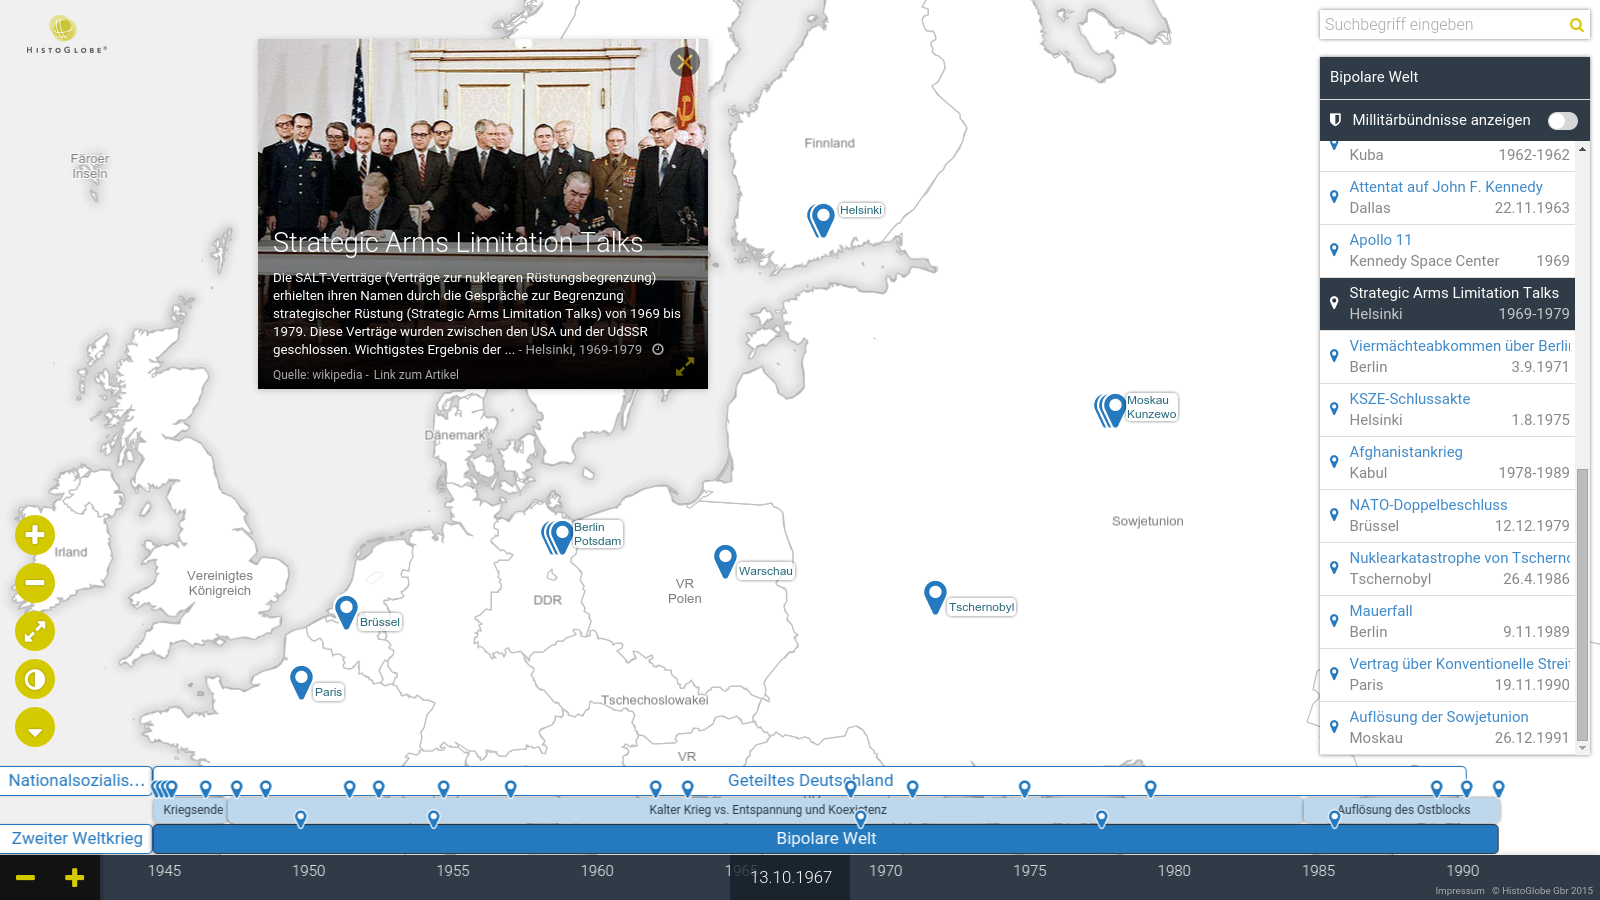 HISTOGLOBE®
Suchbegriff eingeben
Bipolare Welt
Millitärbündnisse anzeigen
Kuba 1962-1962
Attentat auf John F. Kennedy
Dallas 22.11.1963
Apollo 11
Kennedy Space Center 1969
Strategic Arms Limitation Talks
Helsinki 1969-1979
Viermächteabkommen über Berlin
Berlin 3.9.1971
KSZE-Schlussakte
Helsinki 1.8.1975
Afghanistankrieg
Kabul 1978-1989
NATO-Doppelbeschluss
Brüssel 12.12.1979
Nuklearkatastrophe von Tscherno
Tschernobyl 26.4.1986
Mauerfall
Berlin 9.11.1989
Vertrag über Konventionelle Streit
Paris 19.11.1990
Auflösung der Sowjetunion
Moskau 26.12.1991
Strategic Arms Limitation Talks
Die SALT-Verträge (Verträge zur nuklearen Rüstungsbegrenzung)
erhielten ihren Namen durch die Gespräche zur Begrenzung
strategischer Rüstung (Strategic Arms Limitation Talks) von 1969 bis
1979. Diese Verträge wurden zwischen den USA und der UdSSR
geschlossen. Wichtigstes Ergebnis der ... - Helsinki, 1969-1979
Quelle: wikipedia - Link zum Artikel
Färöer
Inseln
Finnland
Helsinki
Moskau
Kunzewo
Dänemark
Sowjetunion
Berlin
Potsdam
Irland
Vereinigtes
Königreich
Warschau
VR
Polen
DDR
Tschernobyl
Brüssel
Paris
Tschechoslowakei
VR
Nationalsozialis...
Geteiltes Deutschland
Kriegsende
Kalter Krieg vs. Entspannung und Koexistenz
Auflösung des Ostblocks
Zweiter Weltkrieg
Bipolare Welt
1945 1950 1955 1960 1965 1970 1975 1980 1985 1990
13.10.1967
Impressum © HistoGlobe Gbr 2015